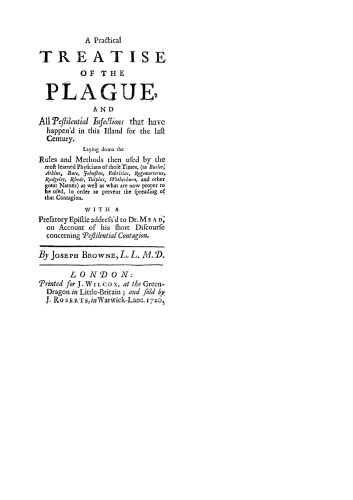 A Practical
TREATISE
OF THE
PLAGUE,
AND
All Pestilential Infections that have
happen'd in this Island for the last
Century.
Laying down the
Rules and Methods then used by the
most learned Physicians of those Times, (as Butler,
Atkins, Bate, Johnston, Fabritius, Regemorterus,
Rodgeley, Rhode, Tulpius, Witherburn, and other
great Names) as well as what are now proper to
be used, in order to prevent the spreading of
that Contagion.
WITH A
Prefatory Epistle address'd to Dr. MEAD,
on Account of his short Discourse
concerning Pestilential Contagion.
By JOSEPH BROWNE, L. L. M. D.
LONDON:
Printed for J. WILCOX, at the Green-
Dragon in Little-Britain; and sold by
J. ROBERTS, in Warwick-Lane. 1720,